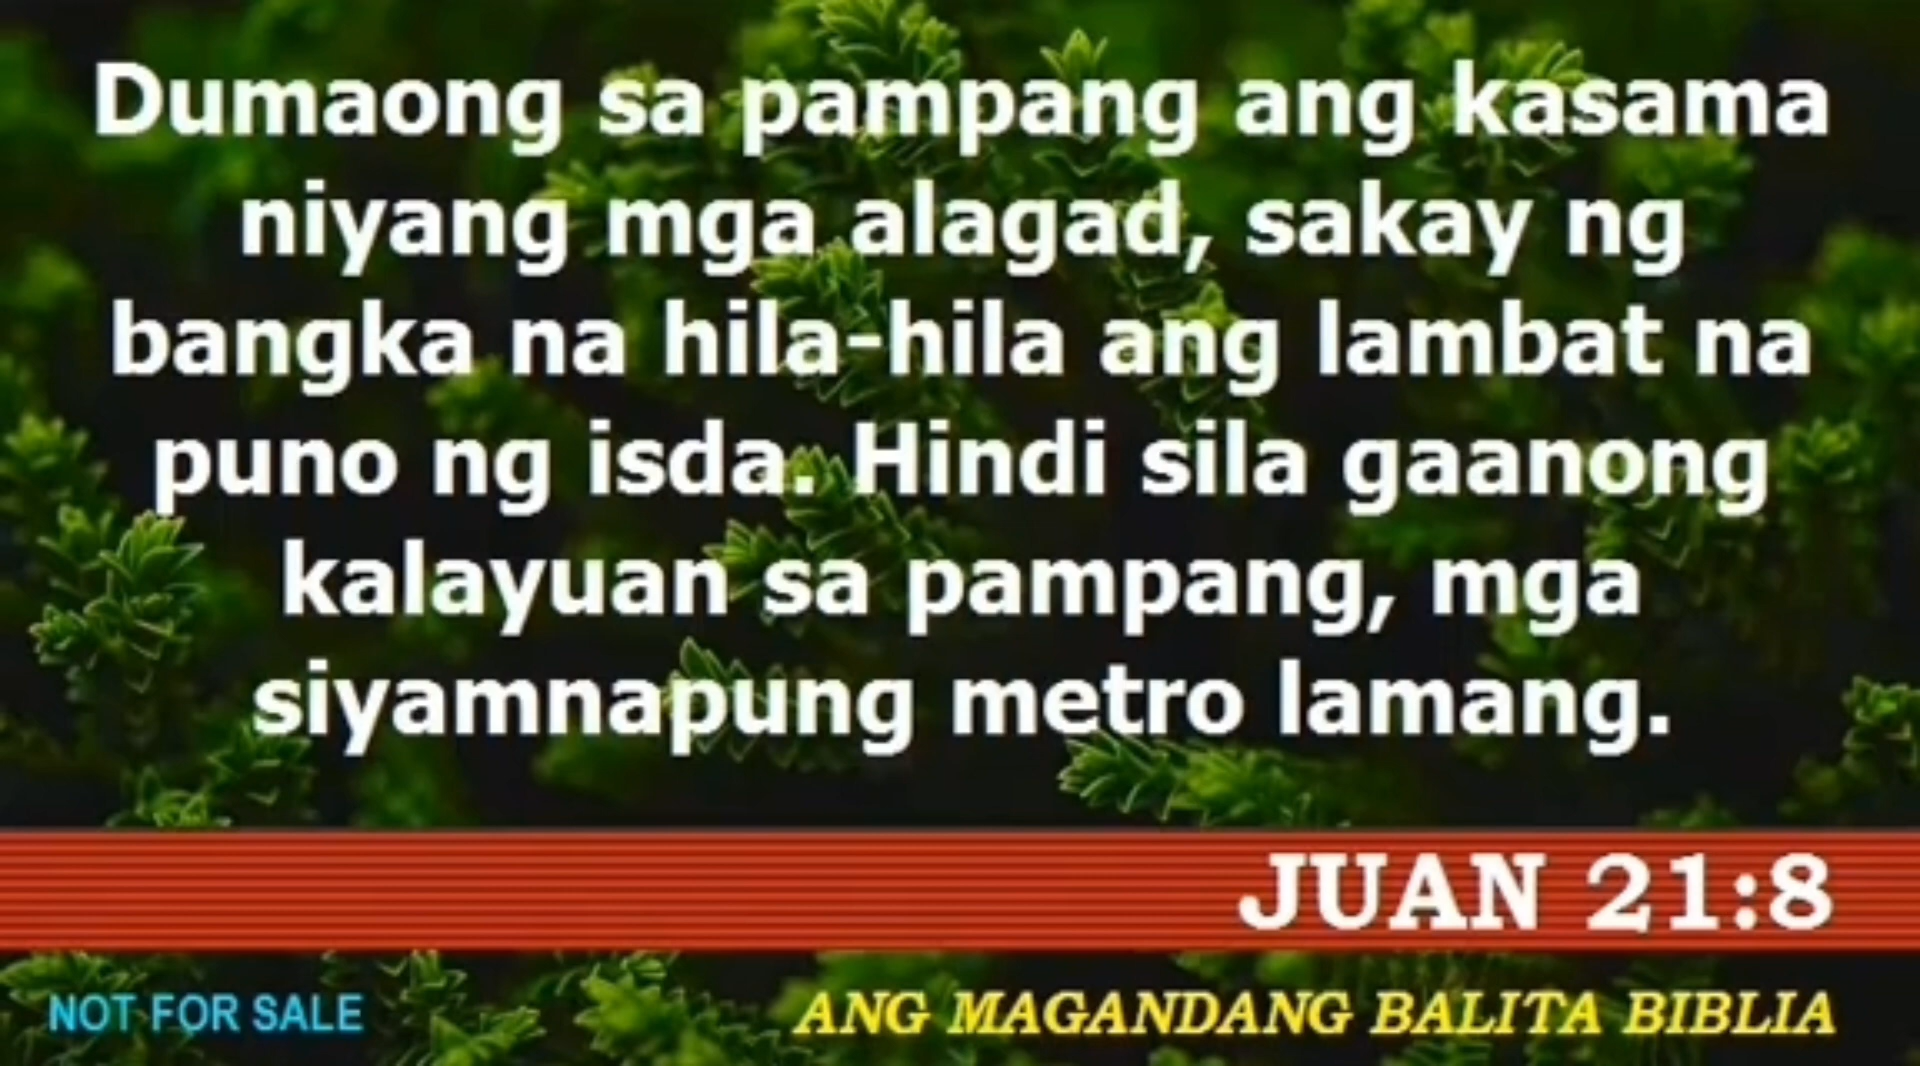 Dumaong sa pampang ang kasama
niyang mga alagad, sakay ng
bangka na hila-hila ang lambat na
puno ng isda. Hindi sila gaanong
kalayuan sa pampang, mga
siyamnapung metro lamang.
JUAN 21:8
NOT FOR SALE
ANG MAGANDANG BALITA BIBLIA